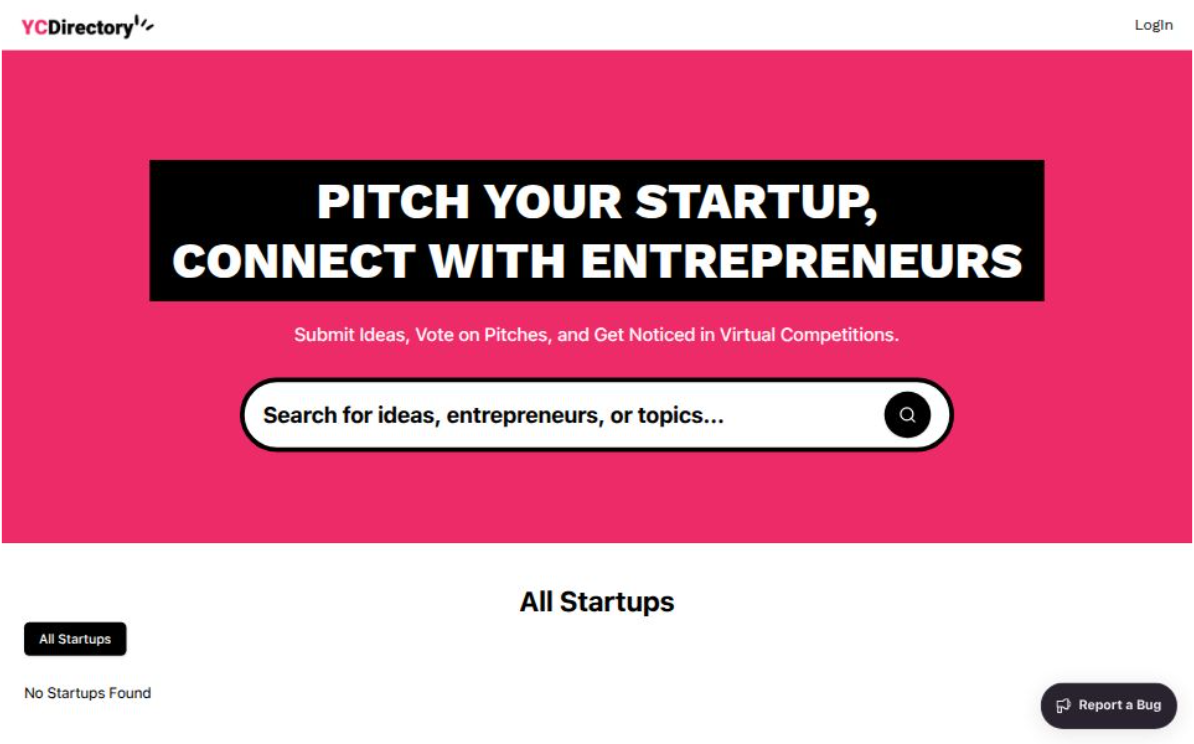 YCDirectory
LogIn
PITCH YOUR STARTUP,
CONNECT WITH ENTREPRENEURS
Submit Ideas, Vote on Pitches, and Get Noticed in Virtual Competitions.
Search for ideas, entrepreneurs, or topics...
All Startups
All Startups
No Startups Found
Report a Bug